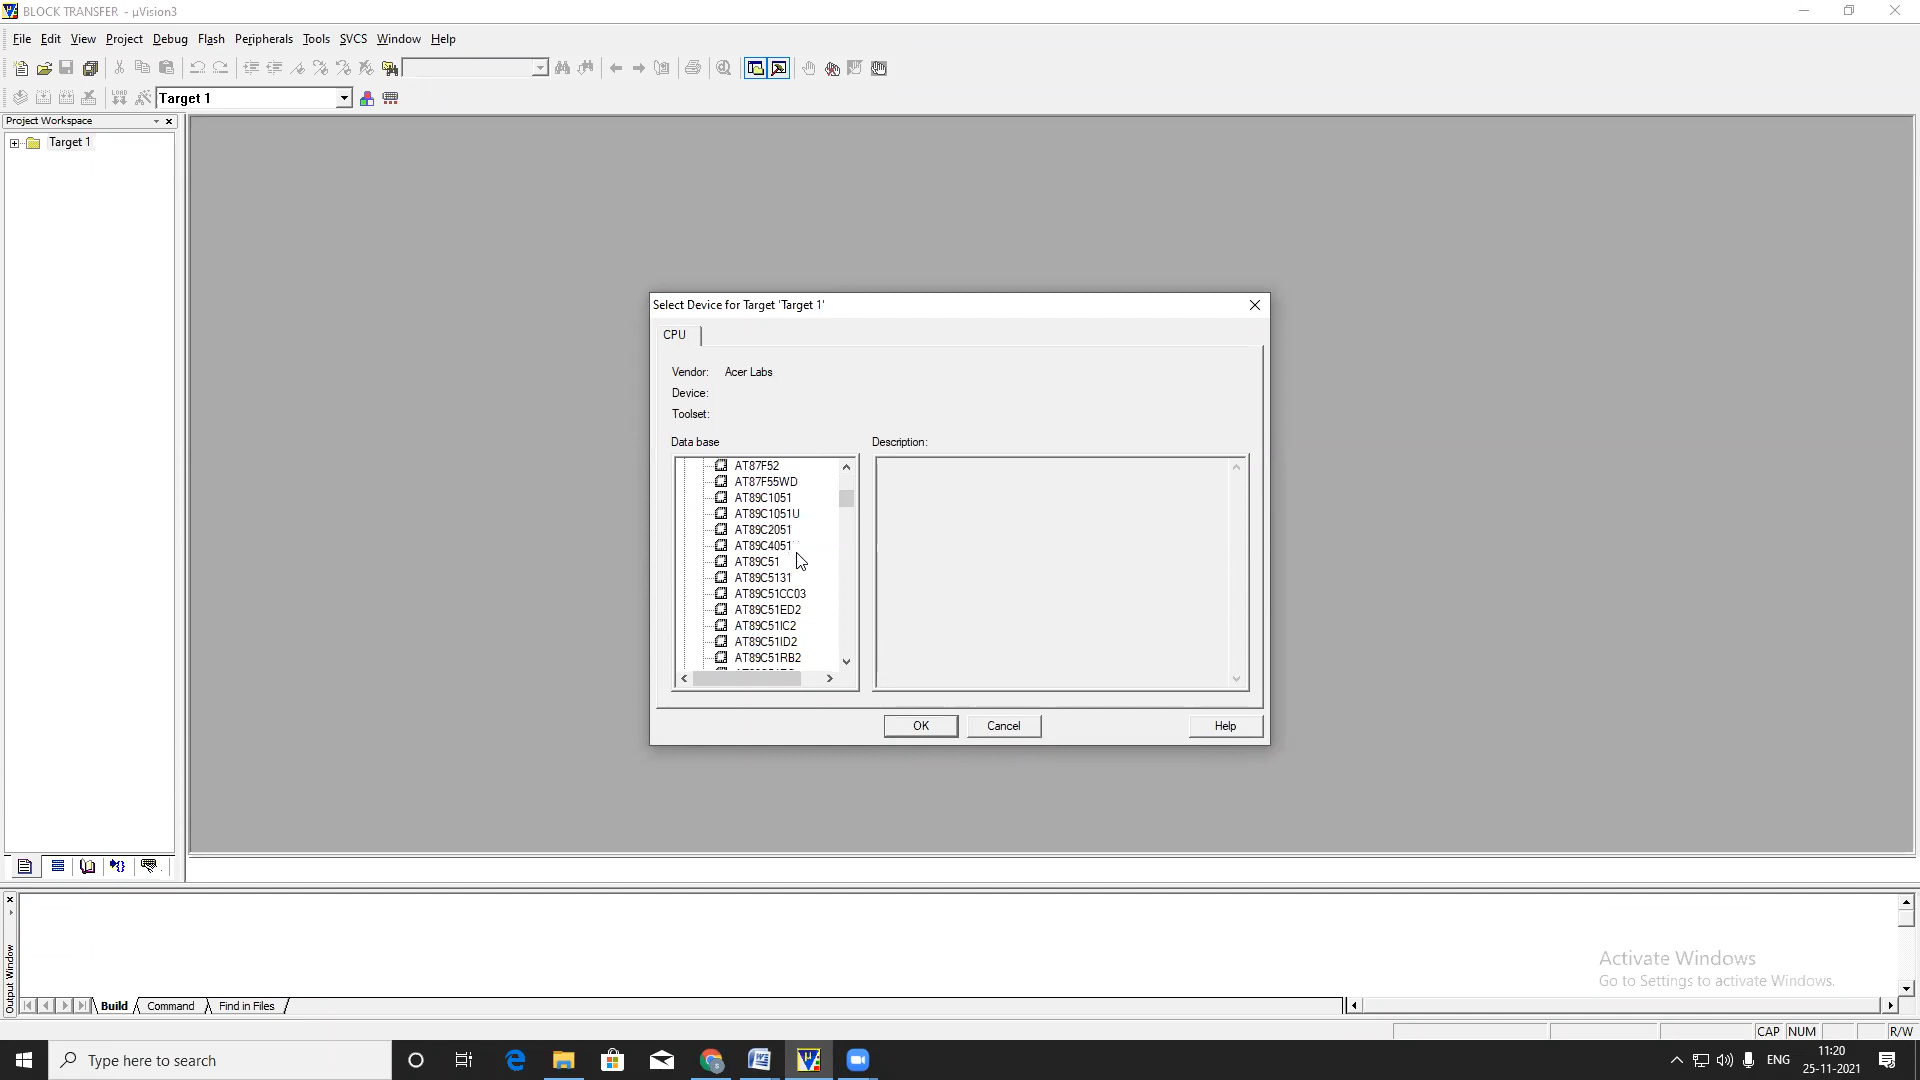 BLOCK TRANSFER - µVision3
File Edit View Project Debug Flash Peripherals Tools SVCS Window Help
Target 1
Project Workspace
Target 1
Select Device for Target 'Target 1'
CPU
Vendor: Acer Labs
Device:
Toolset:
Data base
Description:
AT87F52
AT87F55WD
AT89C1051
AT89C1051U
AT89C2051
AT89C4051
AT89C51
AT89C5131
AT89C51CC03
AT89C51ED2
AT89C51IC2
AT89C51ID2
AT89C51RB2
OK Cancel Help
Output Window
Activate Windows
Go to Settings to activate Windows.
Build Command Find in Files
CAP NUM R/W
Type here to search
ENG
11:20
25-11-2021